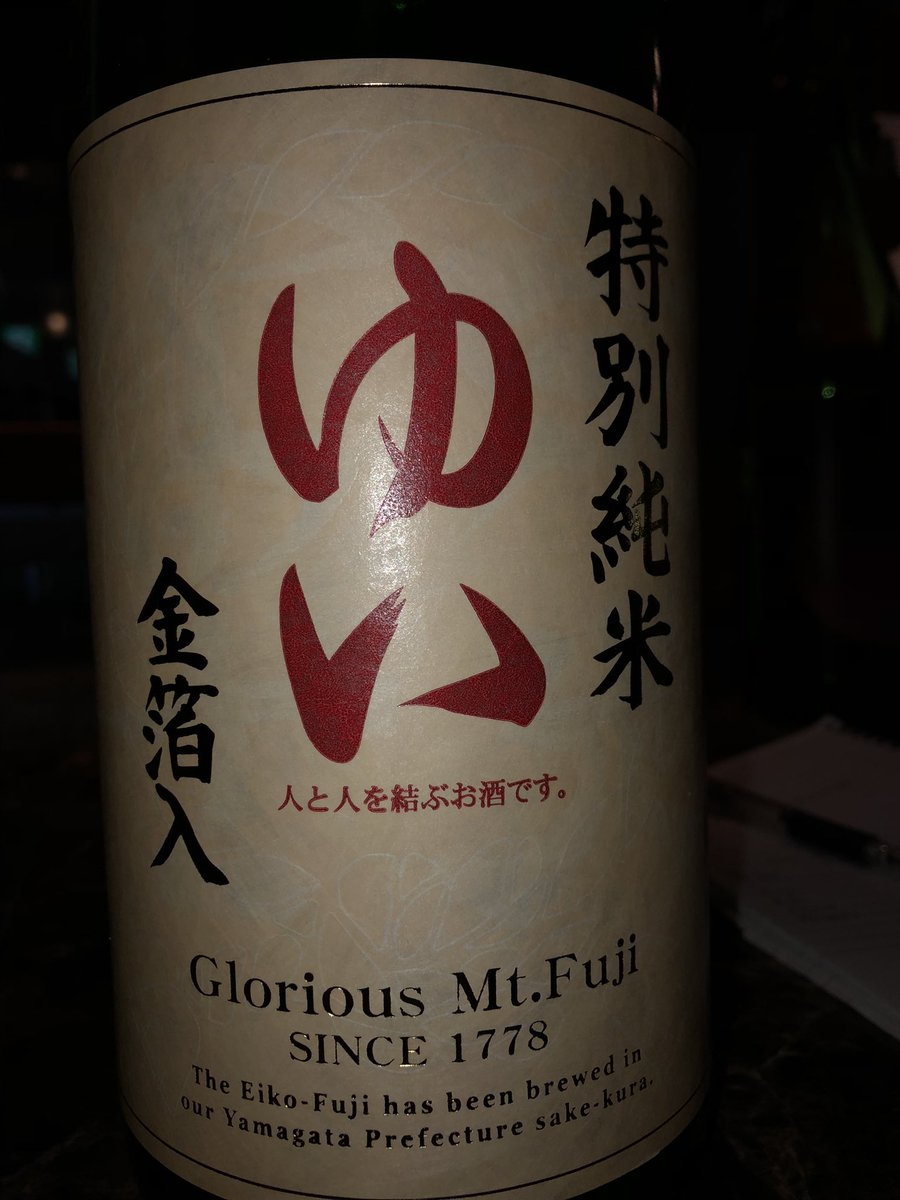 特別純米
ゆい
金箔入
人と人を結ぶお酒です。
Glorious Mt.Fuji
SINCE 1778
The Eiko-Fuji has been brewed in
our Yamagata Prefecture sake-kura.